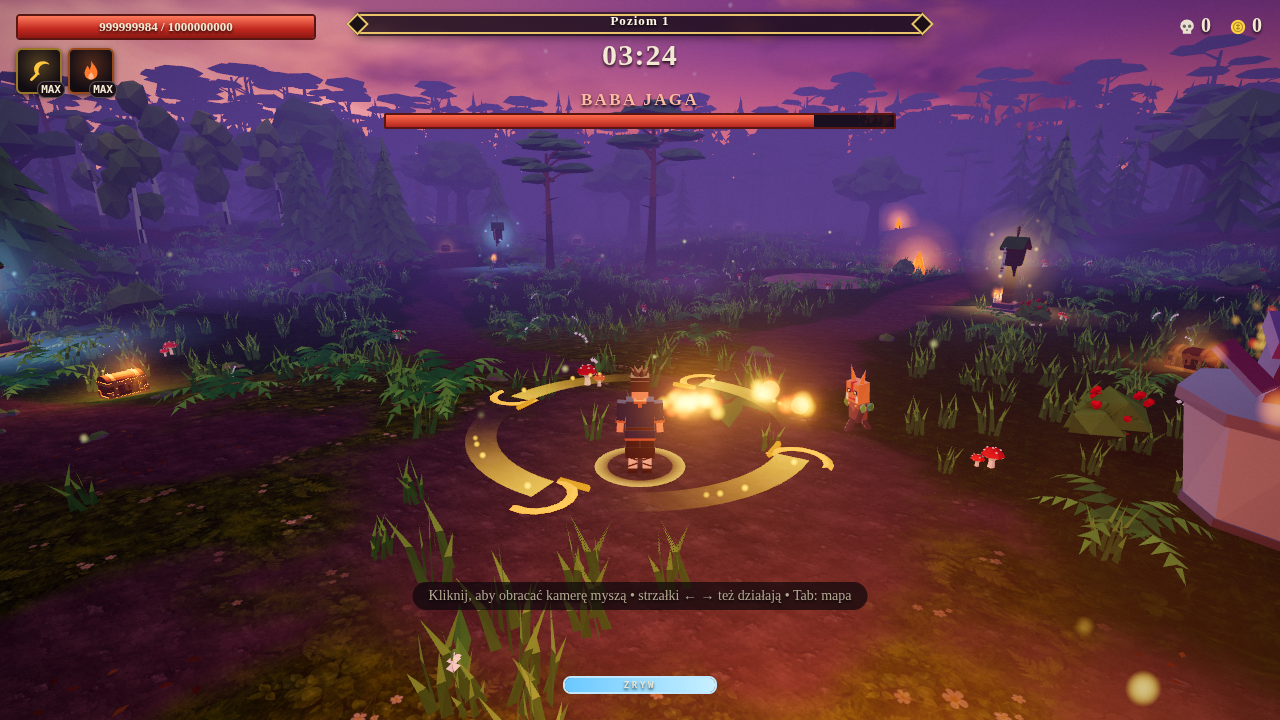 999999984 / 1000000000
Poziom 1
0
0
03:24
MAX
MAX
BABA JAGA
Kliknij, aby obracać kamerę myszą • strzałki ← → też działają • Tab: mapa
ZRYW